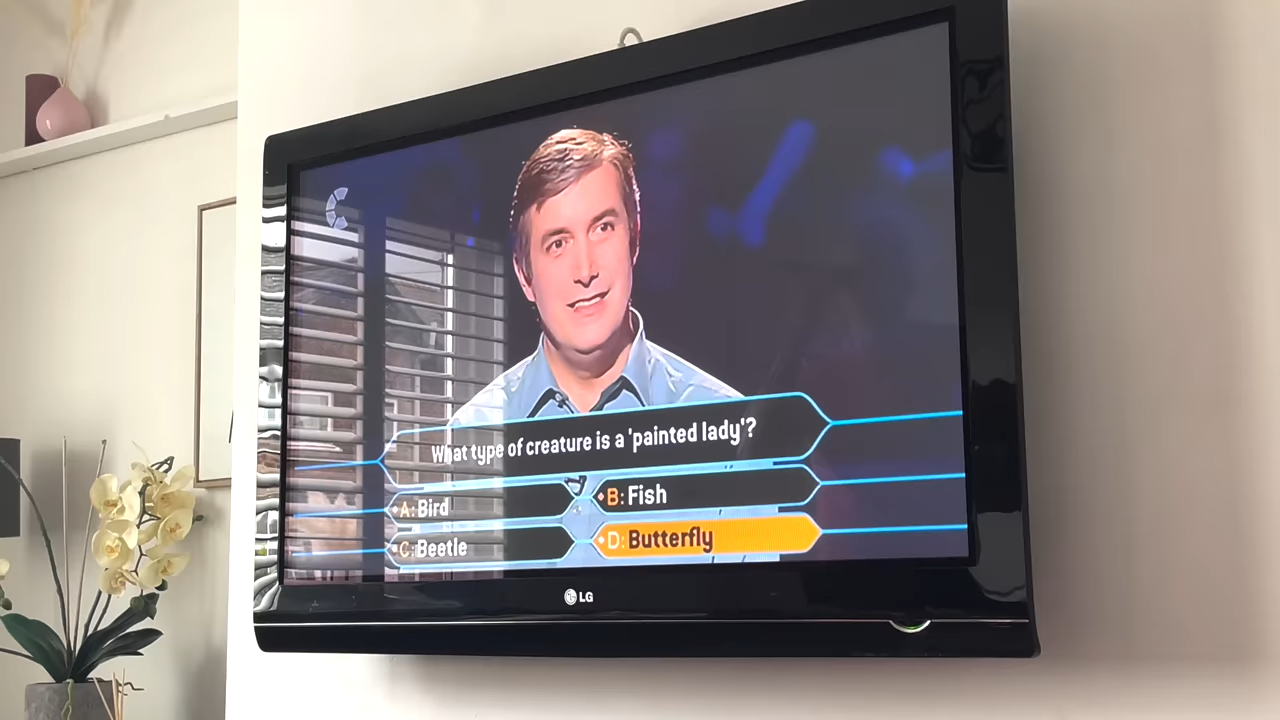 What type of creature is a 'painted lady'?
A: Bird
B: Fish
C: Beetle
D: Butterfly
LG